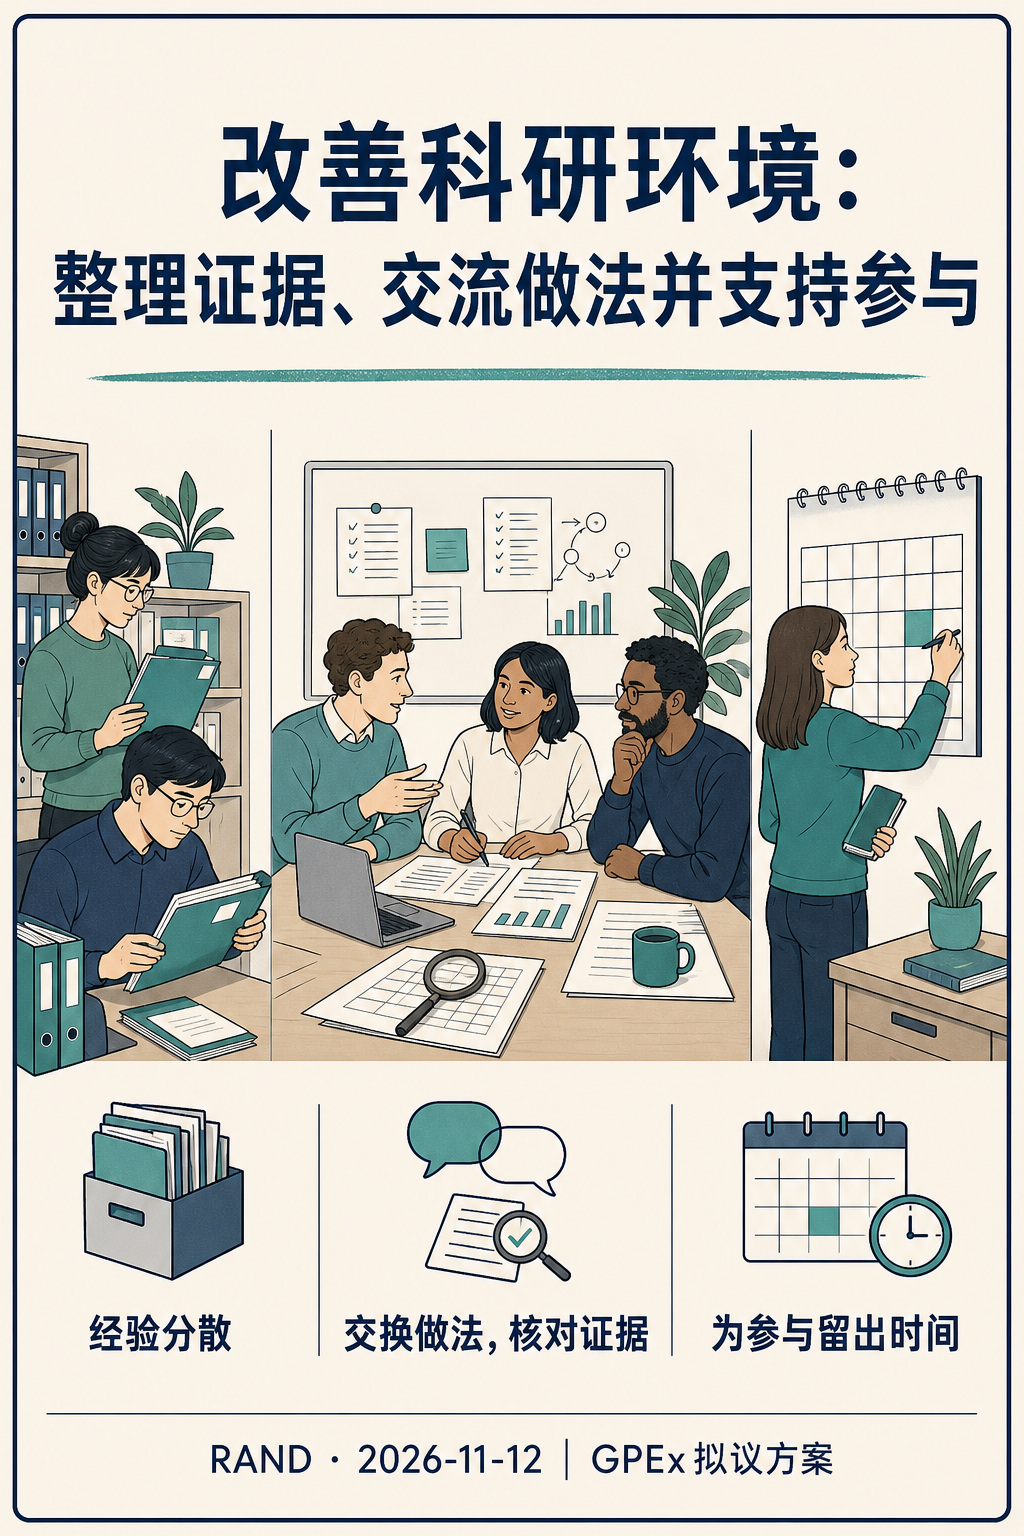 改善科研环境：
整理证据、交流做法并支持参与
经验分散
交换做法，核对证据
为参与留出时间
RAND · 2026-11-12 | GPEx 拟议方案